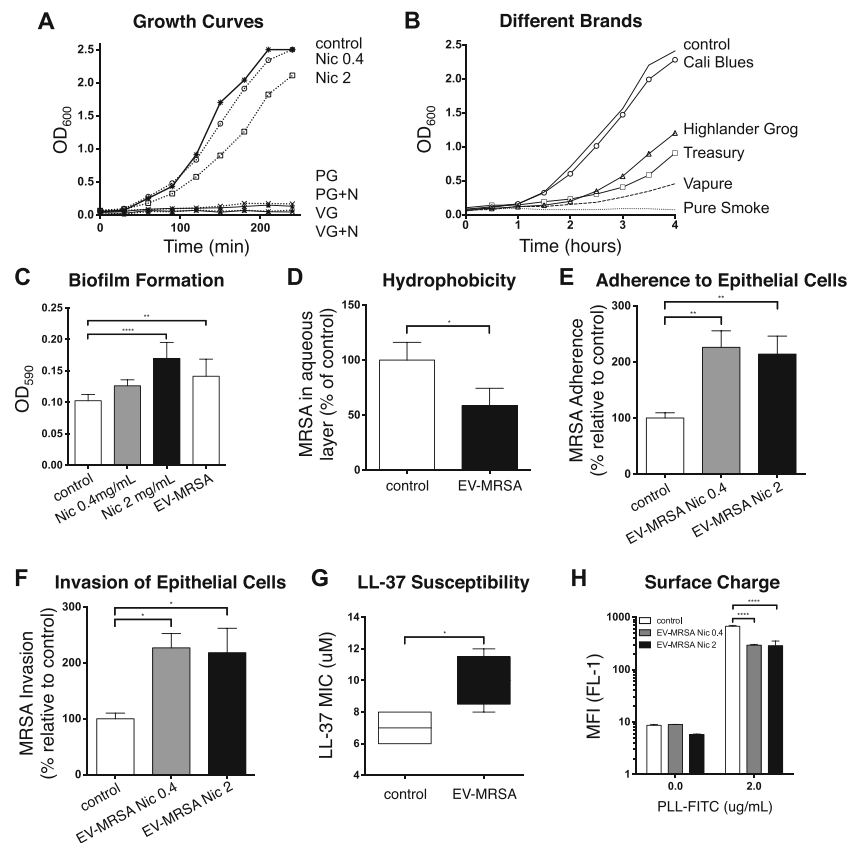 A Growth Curves
OD600
2.5
2.0
1.5
1.0
0.5
0.0
0 100 200
Time (min)
control
Nic 0.4
Nic 2
PG
PG+N
VG
VG+N
B Different Brands
OD600
2.5
2.0
1.5
1.0
0.5
0.0
0 1 2 3 4
Time (hours)
control
Cali Blues
Highlander Grog
Treasury
Vapure
Pure Smoke
C Biofilm Formation
OD590
0.25
0.20
0.15
0.10
0.05
0.00
**
****
control
Nic 0.4mg/mL
Nic 2 mg/mL
EV-MRSA
D Hydrophobicity
MRSA in aqueous
layer (% of control)
150
100
50
0
*
control EV-MRSA
E Adherence to Epithelial Cells
MRSA Adherence
(% relative to control)
300
200
100
0
**
**
control
EV-MRSA Nic 0.4
EV-MRSA Nic 2
F Invasion of Epithelial Cells
MRSA Invasion
(% relative to control)
300
200
100
0
*
*
control
EV-MRSA Nic 0.4
EV-MRSA Nic 2
G LL-37 Susceptibility
LL-37 MIC (uM)
14
12
10
8
6
4
*
control EV-MRSA
H Surface Charge
MFI (FL-1)
1000
100
10
1
control
EV-MRSA Nic 0.4
EV-MRSA Nic 2
****
****
0.0 2.0
PLL-FITC (ug/mL)